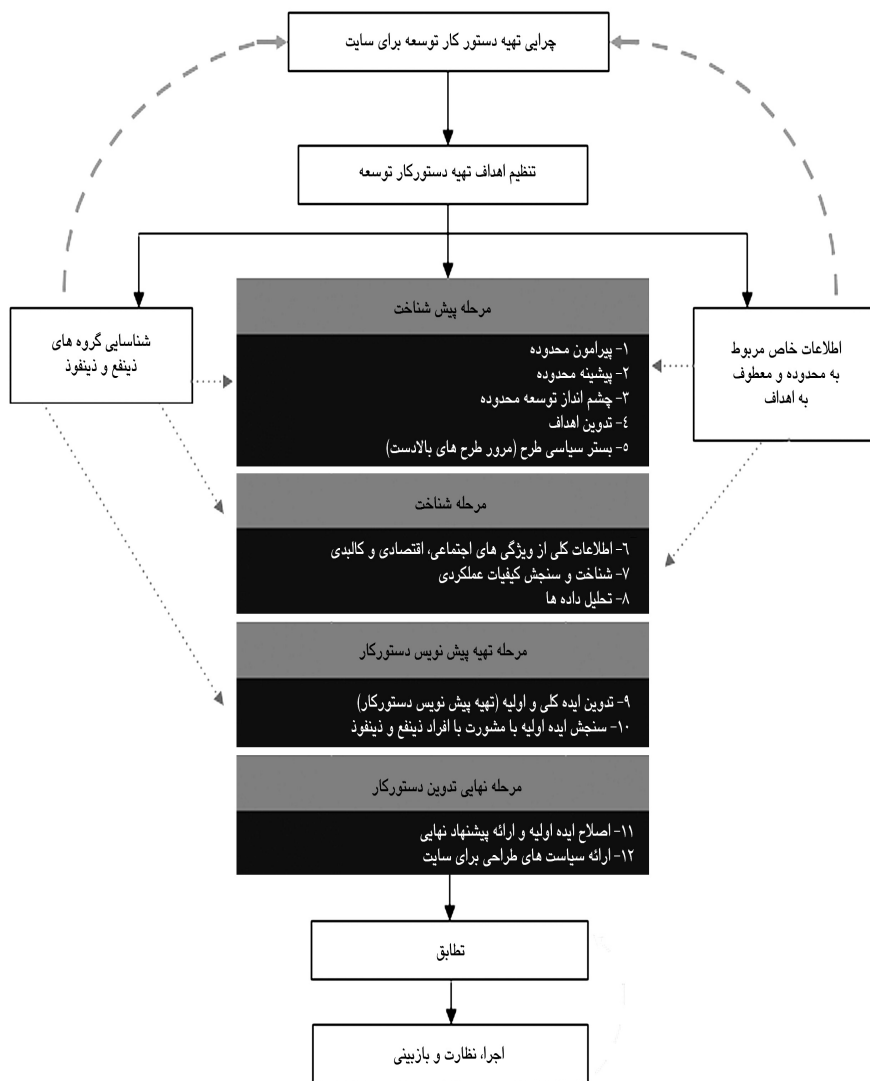 چرایی تهیه دستور کار توسعه برای سایت
تنظیم اهداف تهیه دستورکار توسعه
اطلاعات خاص مربوط
به محدوده و معطوف
به اهداف
مرحله پیش شناخت
۱- پیرامون محدوده
۲- پیشینه محدوده
۳- چشم انداز توسعه محدوده
٤- تدوین اهداف
٥- بستر سیاسی طرح (مرور طرح های بالادست)
شناسایی گروه های
ذینفع و ذینفوذ
مرحله شناخت
٦- اطلاعات کلی از ویژگی های اجتماعی، اقتصادی و کالبدی
۷- شناخت و سنجش کیفیات عملکردی
۸- تحلیل داده ها
مرحله تهیه پیش نویس دستورکار
۹- تدوین ایده کلی و اولیه (تهیه پیش نویس دستورکار)
۱۰- سنجش ایده اولیه با مشورت با افراد ذینفع و ذینفوذ
مرحله نهایی تدوین دستورکار
۱۱- اصلاح ایده اولیه و ارائه پیشنهاد نهایی
۱۲- ارائه سیاست های طراحی برای سایت
تطابق
اجرا، نظارت و بازبینی